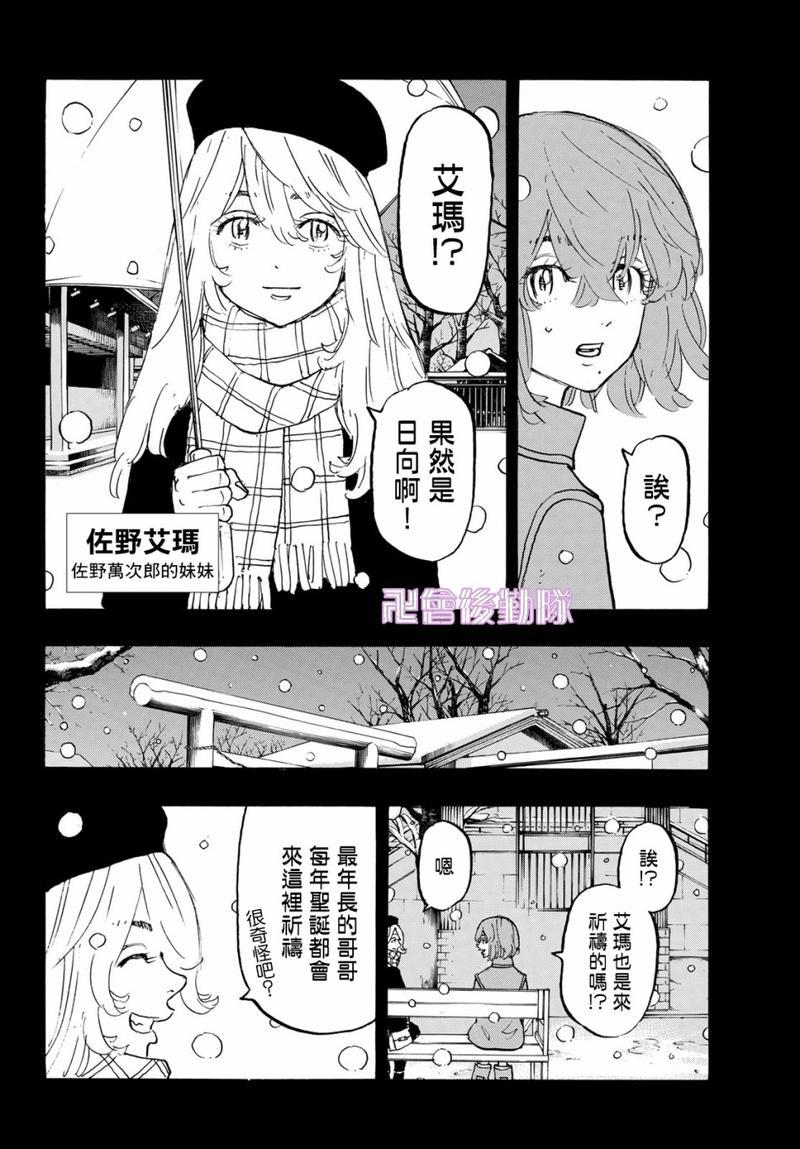 誒？
艾瑪!?
果然是
日向啊！
佐野艾瑪
佐野萬次郎的妹妹
卍會後勤隊
誒!?
艾瑪也是來
祈禱的嗎!?
嗯
最年長的哥哥
每年聖誕都會
來這裡祈禱
很奇怪吧？